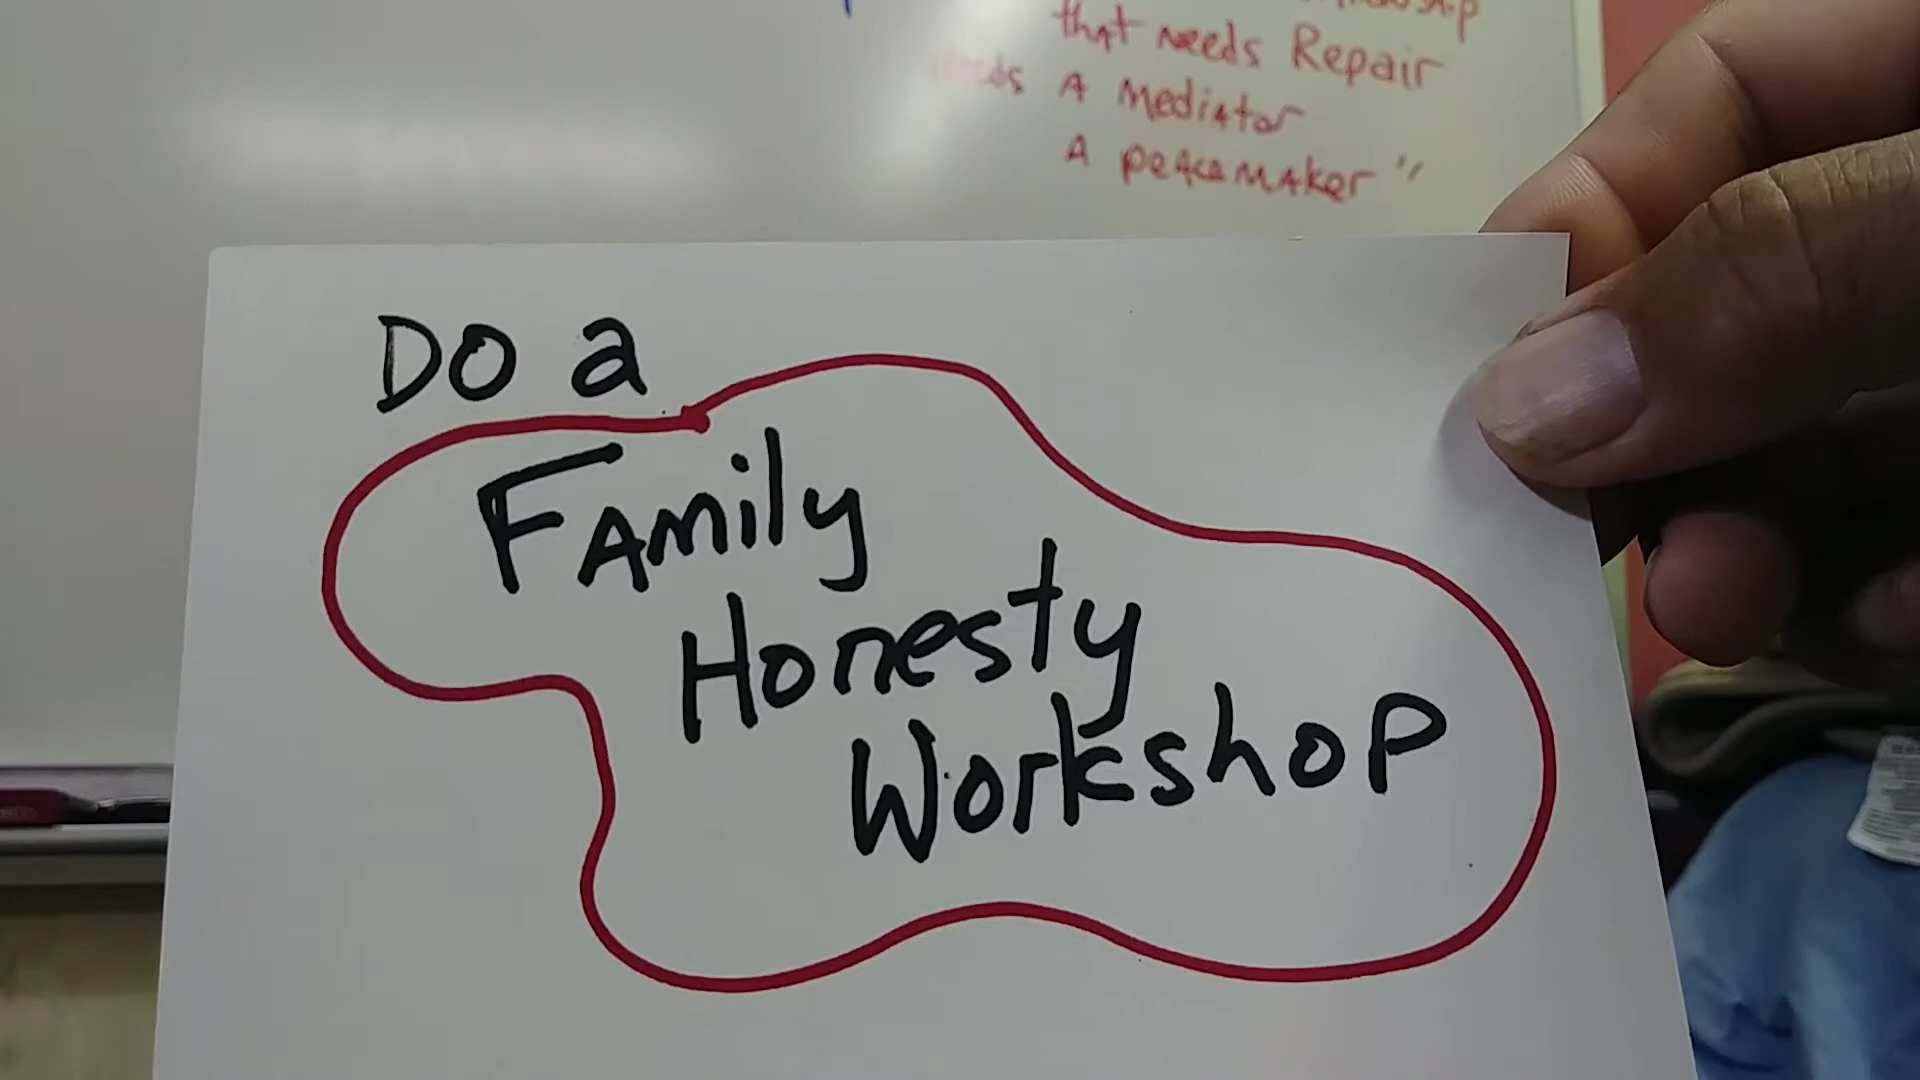 that needs Repair
A Mediator
A peacemaker"
DO a
Family
Honesty
Workshop